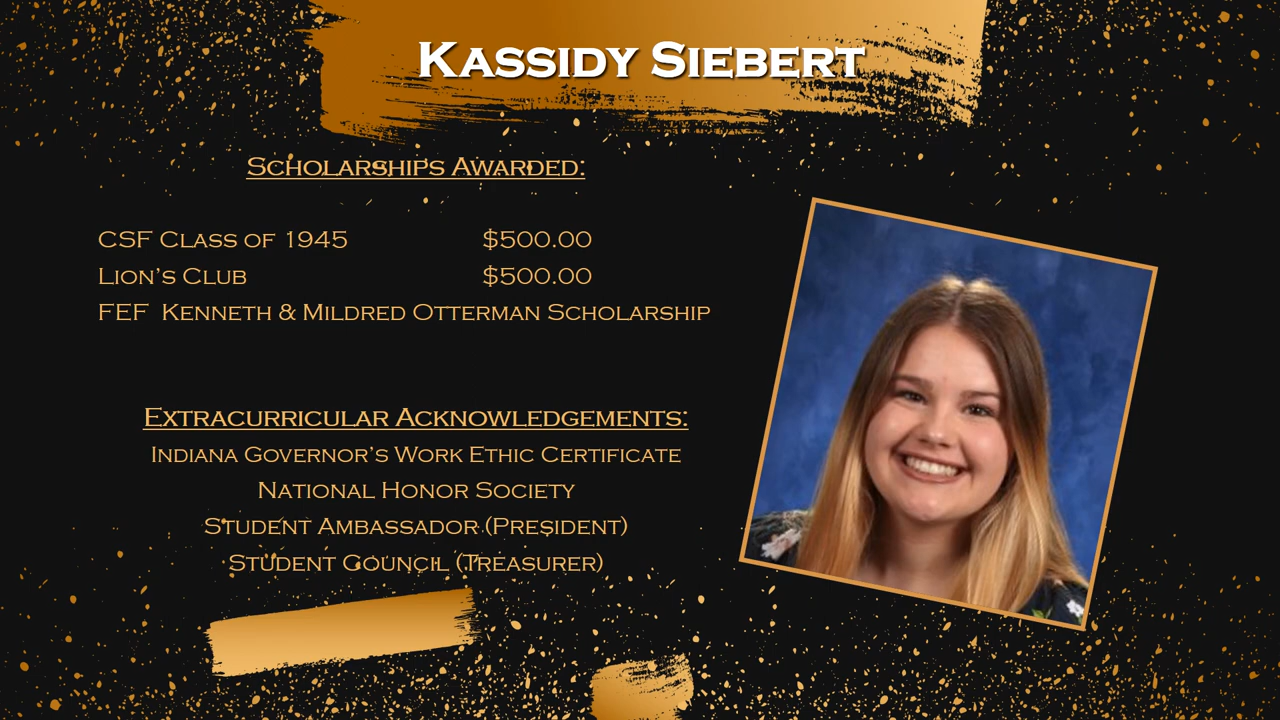 Kassidy Siebert
Scholarships Awarded:
CSF Class of 1945 $500.00
Lion's Club $500.00
FEF Kenneth & Mildred Otterman Scholarship
Extracurricular Acknowledgements:
Indiana Governor's Work Ethic Certificate
National Honor Society
Student Ambassador (President)
Student Council (Treasurer)